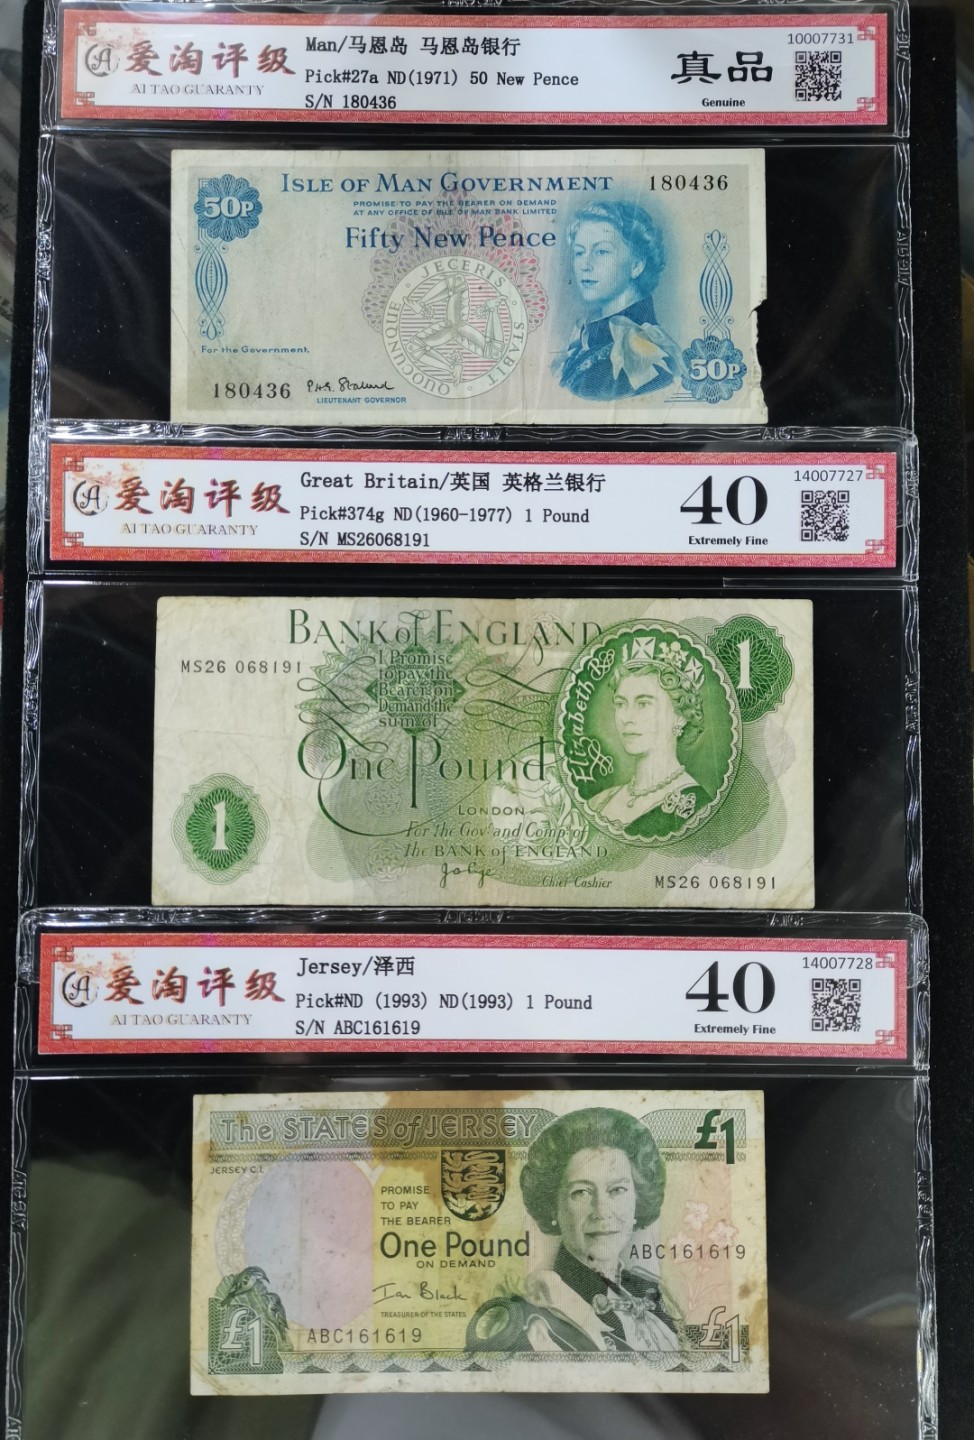 爱淘评级
AI TAO GUARANTY
Man/马恩岛 马恩岛银行
Pick#27a ND(1971) 50 New Pence
S/N 180436
真品
Genuine
10007731
ISLE OF MAN GOVERNMENT
180436
50P
PROMISE TO PAY THE BEARER ON DEMAND
AT ANY OFFICE OF ISLE OF MAN BANK LIMITED
Fifty New Pence
QUOCUNQUE JECERIS STABIT
For the Government,
180436
LIEUTENANT GOVERNOR
50P
爱淘评级
AI TAO GUARANTY
Great Britain/英国 英格兰银行
Pick#374g ND(1960-1977) 1 Pound
S/N MS26068191
40
Extremely Fine
14007727
BANK of ENGLAND
MS26 068191
I Promise
to pay the
Bearer on
Demand the
sum of
One Pound
Elizabeth R
1
1
LONDON
For the Govr and Compa of
the BANK of ENGLAND
Chief Cashier
MS26 068191
爱淘评级
AI TAO GUARANTY
Jersey/泽西
Pick#ND (1993) ND(1993) 1 Pound
S/N ABC161619
40
Extremely Fine
14007728
The STATES of JERSEY
£1
JERSEY C.I.
PROMISE
TO PAY
THE BEARER
One Pound
ON DEMAND
ABC161619
Ian Black
TREASURER OF THE STATES
ABC161619
£1
£1